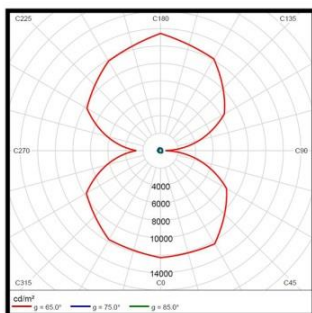 C225 C180 C135
C270 C90
4000
6000
8000
10000
14000
C315 C0 C45
cd/m²
g = 65.0° g = 75.0° g = 85.0°